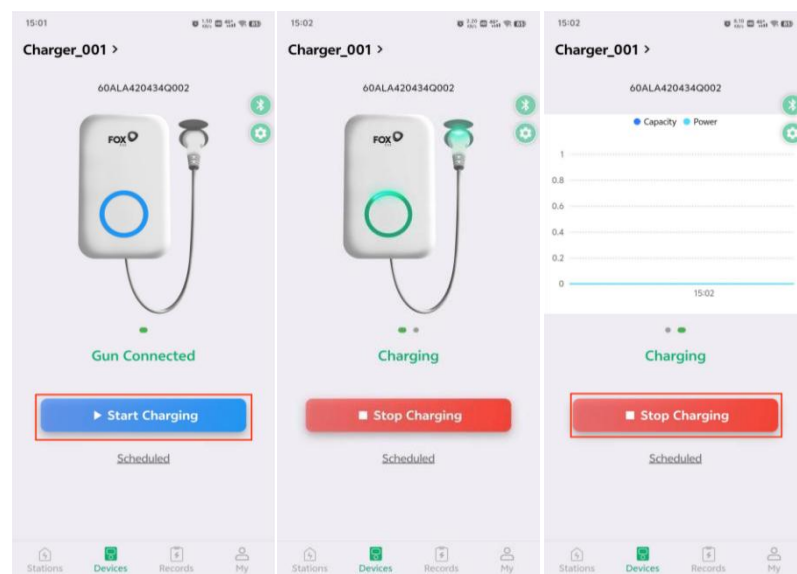 15:01
Charger_001 >
60ALA420434Q002
FOX
Gun Connected
Start Charging
Scheduled
Stations Devices Records My
15:02
Charger_001 >
60ALA420434Q002
FOX
Charging
Stop Charging
Scheduled
Stations Devices Records My
15:02
Charger_001 >
60ALA420434Q002
Capacity Power
1
0.8
0.6
0.4
0.2
0
15:02
Charging
Stop Charging
Scheduled
Stations Devices Records My